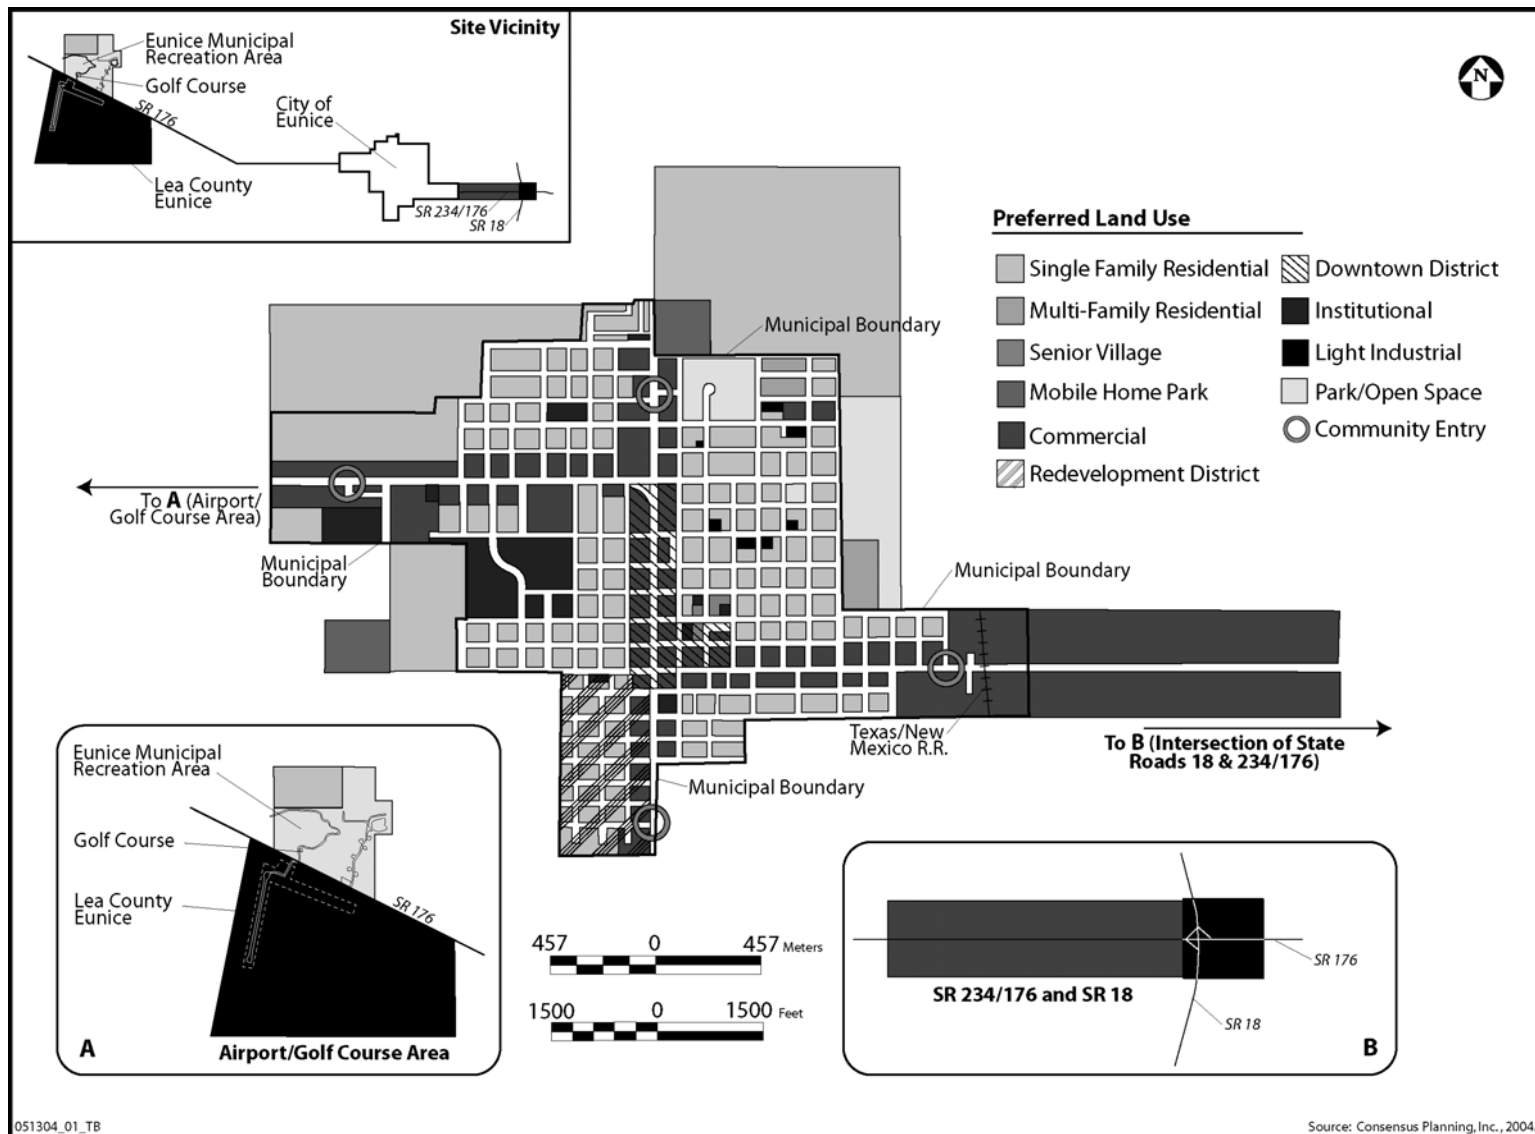 Site Vicinity
Eunice Municipal
Recreation Area
Golf Course
SR 176
City of
Eunice
Lea County
Eunice
SR 234/176
SR 18
N
Preferred Land Use
Single Family Residential
Multi-Family Residential
Senior Village
Mobile Home Park
Commercial
Redevelopment District
Downtown District
Institutional
Light Industrial
Park/Open Space
Community Entry
Municipal Boundary
To A (Airport/
Golf Course Area)
Municipal
Boundary
Municipal Boundary
Texas/New
Mexico R.R.
To B (Intersection of State
Roads 18 & 234/176)
Municipal Boundary
Eunice Municipal
Recreation Area
Golf Course
Lea County
Eunice
SR 176
A
Airport/Golf Course Area
457 0 457 Meters
1500 0 1500 Feet
SR 176
SR 234/176 and SR 18
SR 18
B
051304_01_TB
Source: Consensus Planning, Inc., 2004.